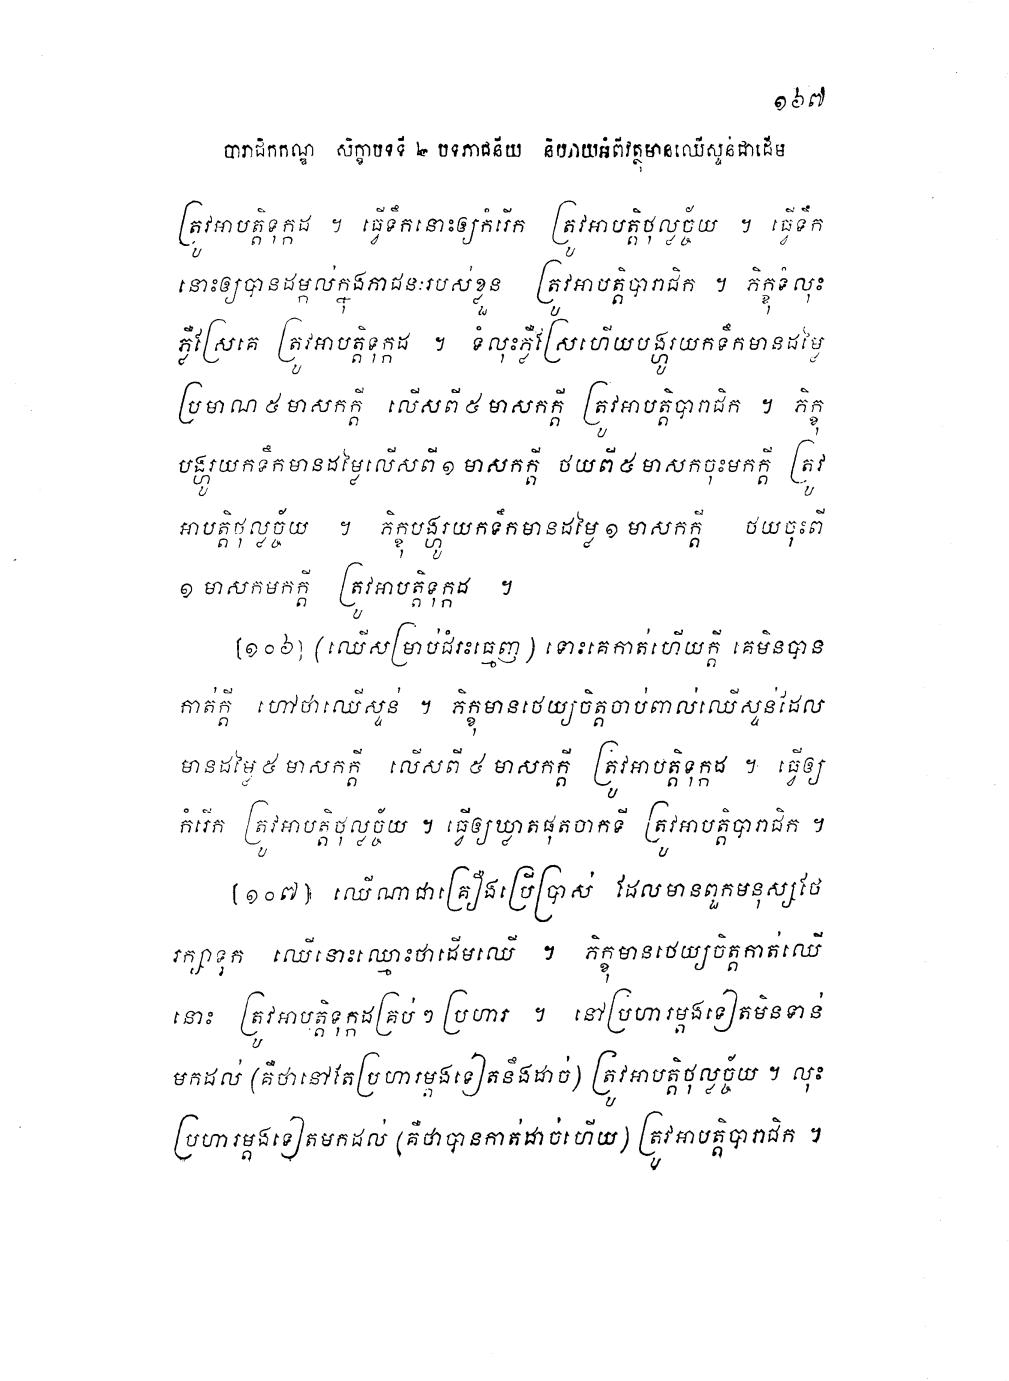 ១៦៧
បារាជិកកណ្ឌ សិក្ខាបទទី ២ បទភាជនីយ និយាយអំពីវត្ថុមានឈើស្ទន់ជាដើម
ត្រូវអាបត្តិទុក្កដ ។ ធ្វើទឹកនោះឲ្យកំរើក ត្រូវអាបត្តិថុល្លច្ច័យ ។ ធ្វើទឹក
នោះឲ្យបានដម្កល់ក្នុងភាជនៈរបស់ខ្លួន ត្រូវអាបត្តិបារាជិក ។ ភិក្ខុទំលុះ
ភ្លឺស្រែគេ ត្រូវអាបត្តិទុក្កដ ។ ទំលុះភ្លឺស្រែហើយបង្ហូរយកទឹកមានដម្លៃ
ប្រមាណ ៥ មាសកក្តី លើសពី ៥ មាសកក្តី ត្រូវអាបត្តិបារាជិក ។ ភិក្ខុ
បង្ហូរយកទឹកមានដម្លៃលើសពី ១ មាសកក្តី ថយពី ៥ មាសកចុះមកក្តី ត្រូវ
អាបត្តិថុល្លច្ច័យ ។ ភិក្ខុបង្ហូរយកទឹកមានដម្លៃ ១ មាសកក្តី ថយចុះពី
១ មាសកមកក្តី ត្រូវអាបត្តិទុក្កដ ។
[១០៦] (ឈើសម្រាប់ជំរះធ្មេញ) ទោះគេកាត់ហើយក្តី គេមិនបាន
កាត់ក្តី ហៅថាឈើស្ទន់ ។ ភិក្ខុមានថេយ្យចិត្តចាប់ពាល់ឈើស្ទន់ដែល
មានដម្លៃ ៥ មាសកក្តី លើសពី ៥ មាសកក្តី ត្រូវអាបត្តិទុក្កដ ។ ធ្វើឲ្យ
កំរើក ត្រូវអាបត្តិថុល្លច្ច័យ ។ ធ្វើឲ្យឃ្លាតផុតចាកទី ត្រូវអាបត្តិបារាជិក ។
[១០៧] ឈើណាជាគ្រឿងប្រើប្រាស់ ដែលមានពួកមនុស្សថែ
រក្សាទុក ឈើនោះឈ្មោះថាដើមឈើ ។ ភិក្ខុមានថេយ្យចិត្តកាត់ឈើ
នោះ ត្រូវអាបត្តិទុក្កដគ្រប់ៗ ប្រហារ ។ នៅប្រហារម្តងទៀតមិនទាន់
មកដល់ (គឺថានៅតែប្រហារម្តងទៀតនឹងដាច់) ត្រូវអាបត្តិថុល្លច្ច័យ ។ លុះ
ប្រហារម្តងទៀតមកដល់ (គឺថាបានកាត់ដាច់ហើយ) ត្រូវអាបត្តិបារាជិក ។